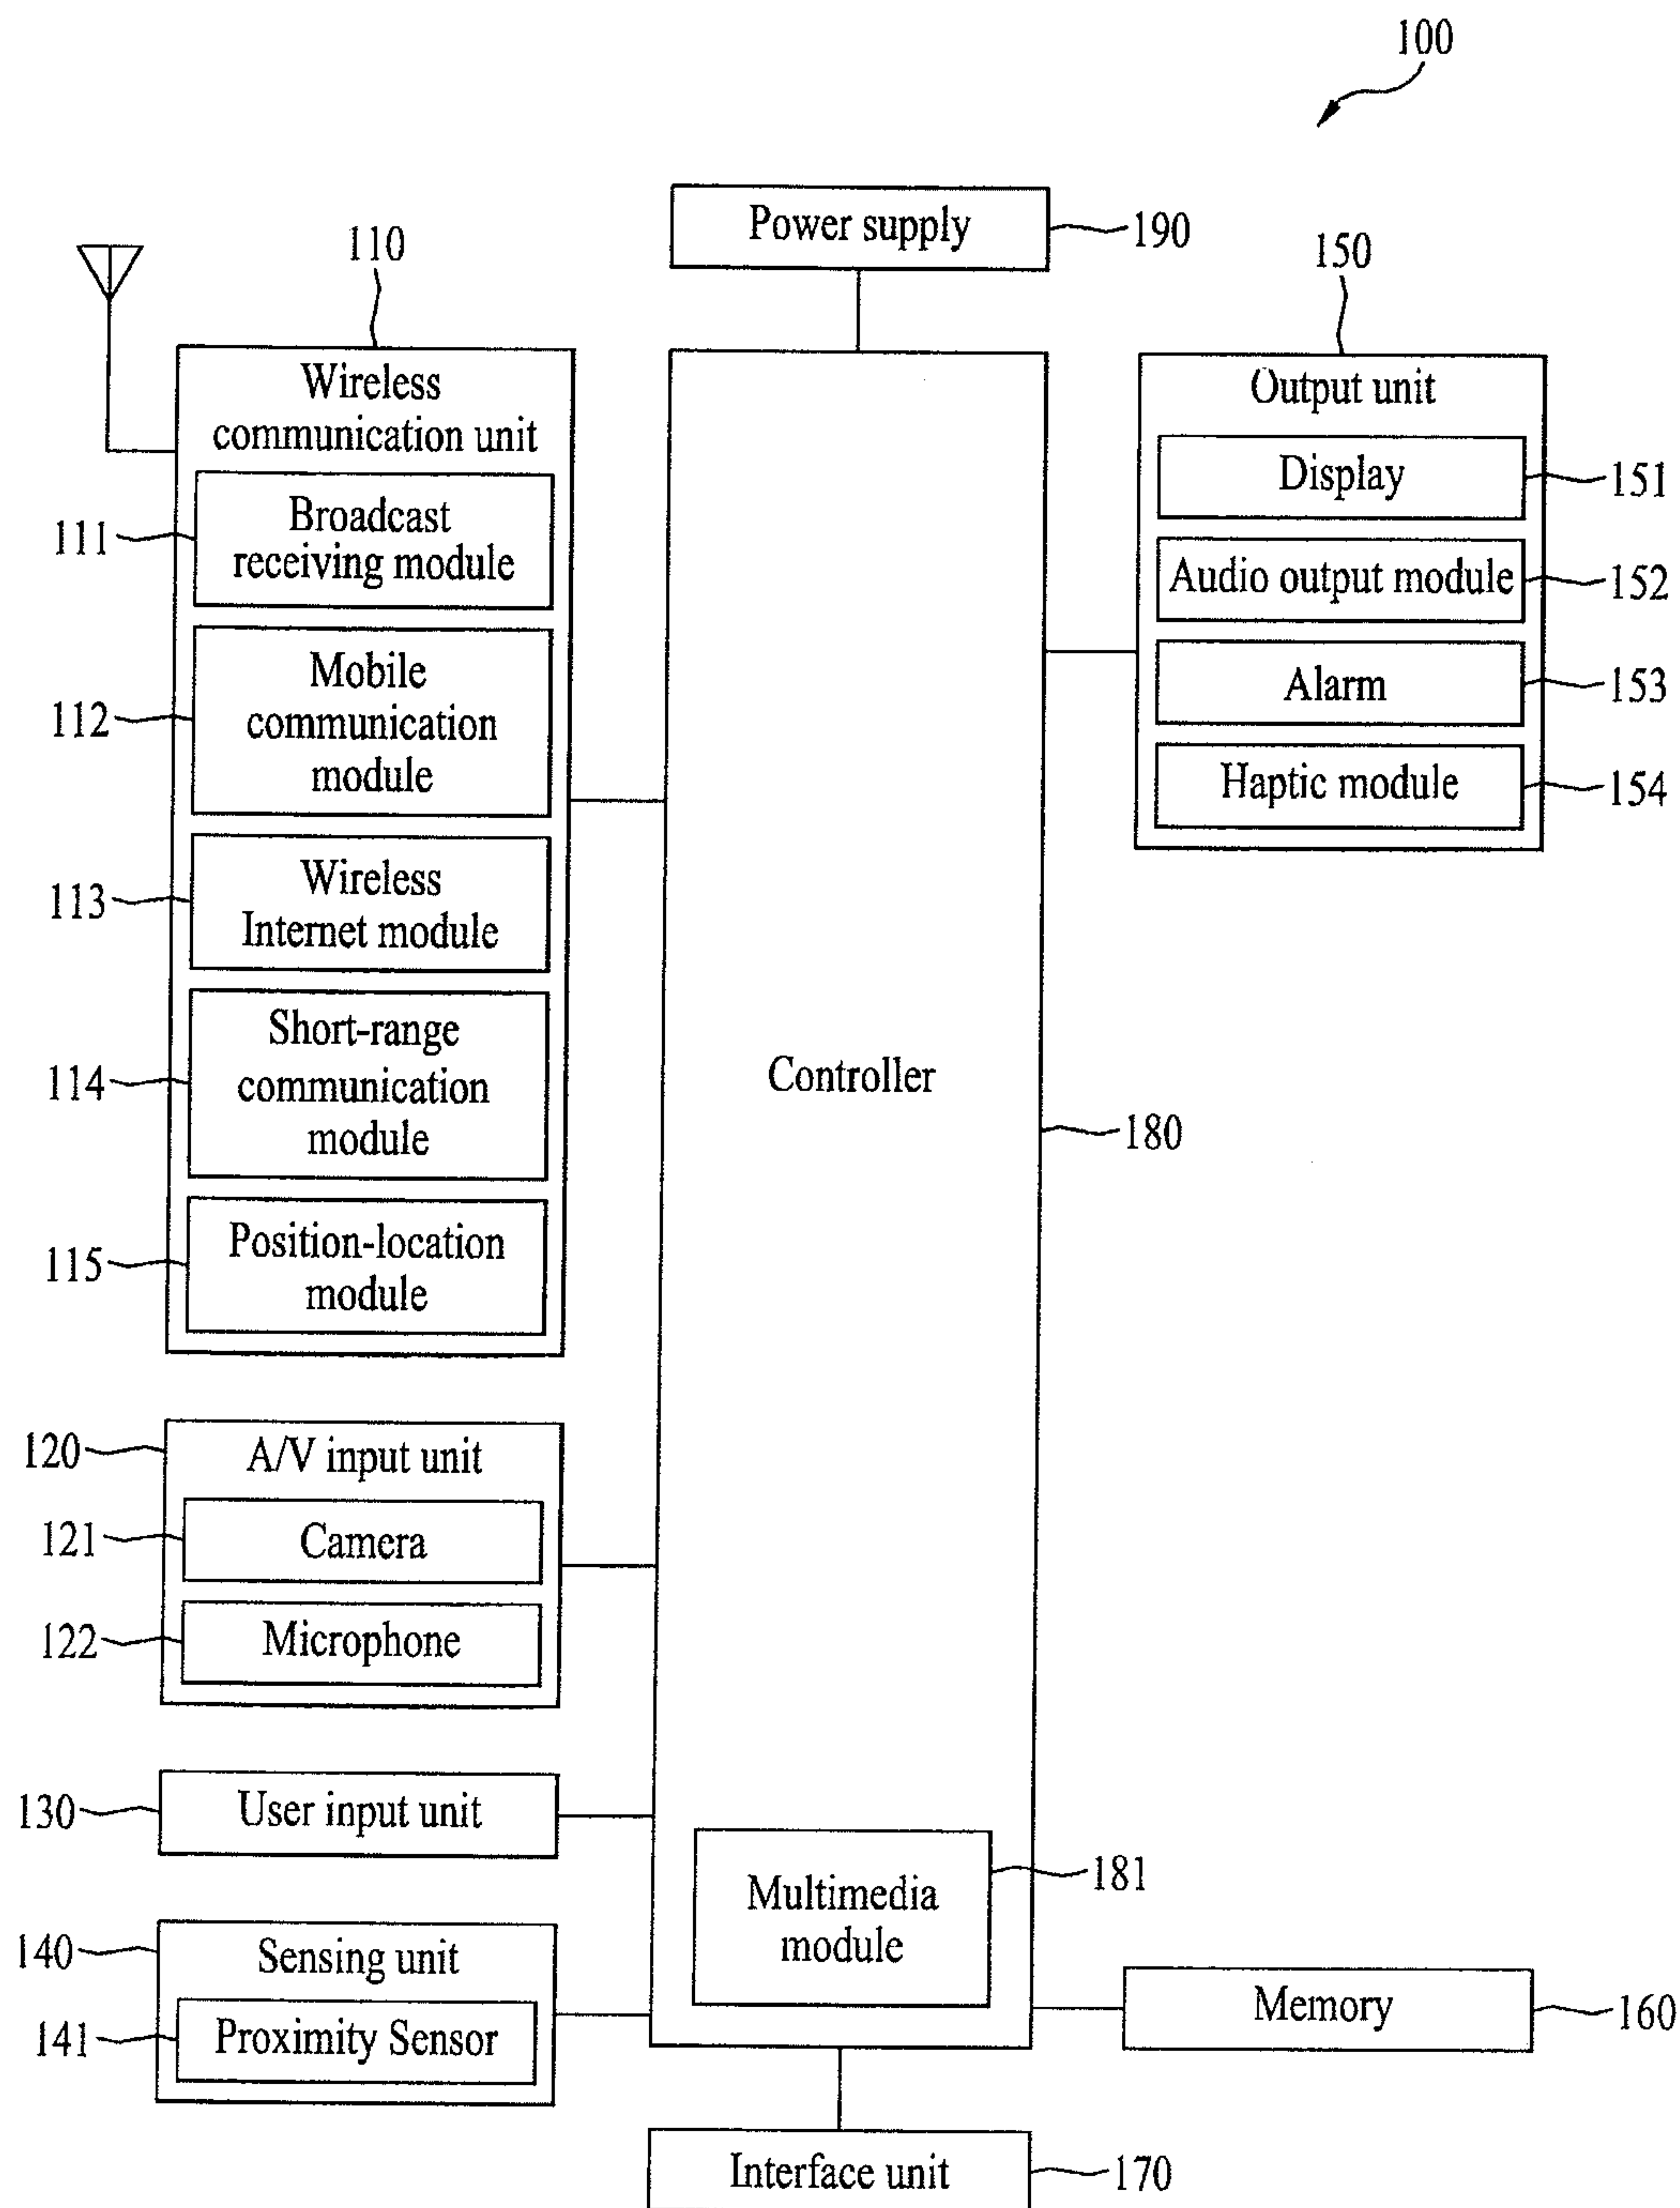 100
Power supply
190
110
Wireless
communication unit
Broadcast
receiving module
111
Mobile
communication
module
112
Wireless
Internet module
113
Short-range
communication
module
114
Position-location
module
115
150
Output unit
Display
151
Audio output module
152
Alarm
153
Haptic module
154
Controller
180
120
A/V input unit
121
Camera
122
Microphone
130
User input unit
Multimedia
module
181
140
Sensing unit
141
Proximity Sensor
Memory
160
Interface unit
170